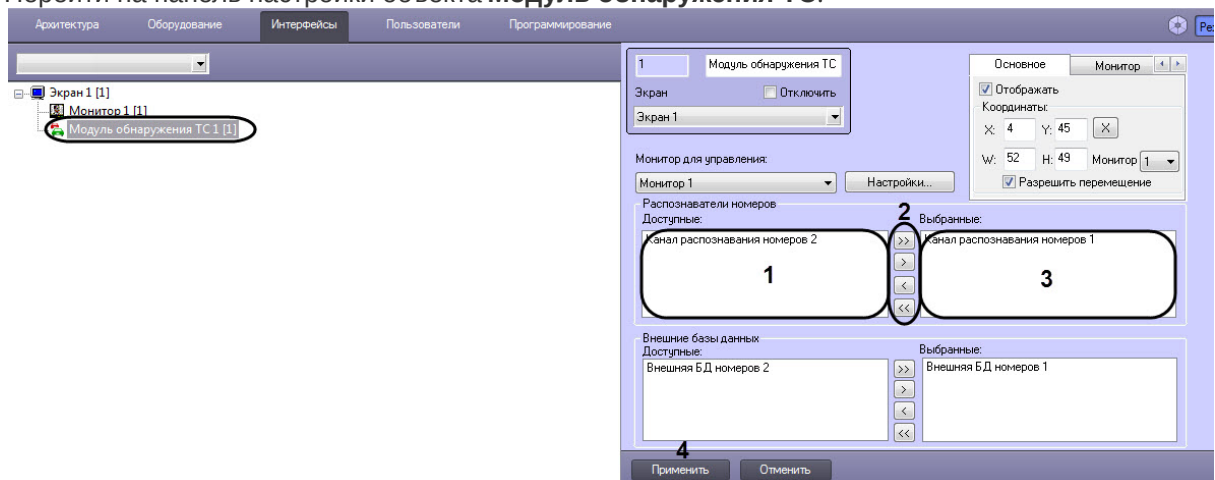 Перейти на панель настройки объекта Модуль обнаружения ТС.
Архитектура Оборудование Интерфейсы Пользователи Программирование
Экран 1 [1]
Монитор 1 [1]
Модуль обнаружения ТС 1 [1]
1 Модуль обнаружения ТС
Экран Отключить
Экран 1
Основное Монитор
Отображать
Координаты:
X: 4 Y: 45 X
W: 52 H: 49 Монитор 1
Разрешить перемещение
Монитор для управления:
Монитор 1 Настройки...
Распознаватели номеров
Доступные: 2 Выбранные:
Канал распознавания номеров 2 >> Канал распознавания номеров 1
>
1 3
<
<<
Внешние базы данных
Доступные: Выбранные:
Внешняя БД номеров 2 >> Внешняя БД номеров 1
>
<
<<
4
Применить Отменить